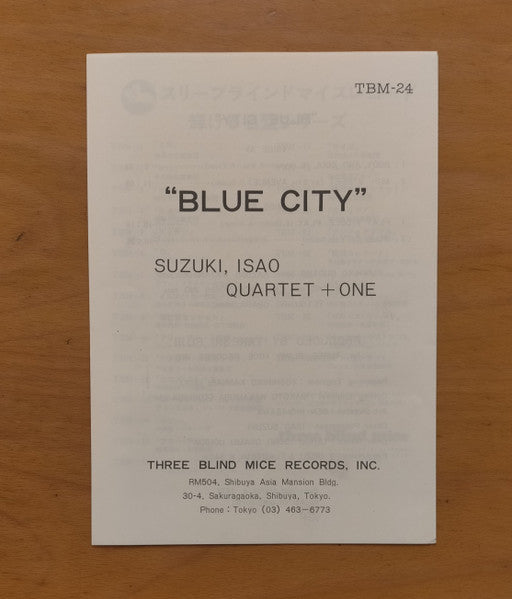 TBM-24
“BLUE CITY”
SUZUKI, ISAO
QUARTET + ONE
THREE BLIND MICE RECORDS, INC.
RM504, Shibuya Asia Mansion Bldg.
30-4, Sakuragaoka, Shibuya, Tokyo.
Phone : Tokyo (03) 463-6773